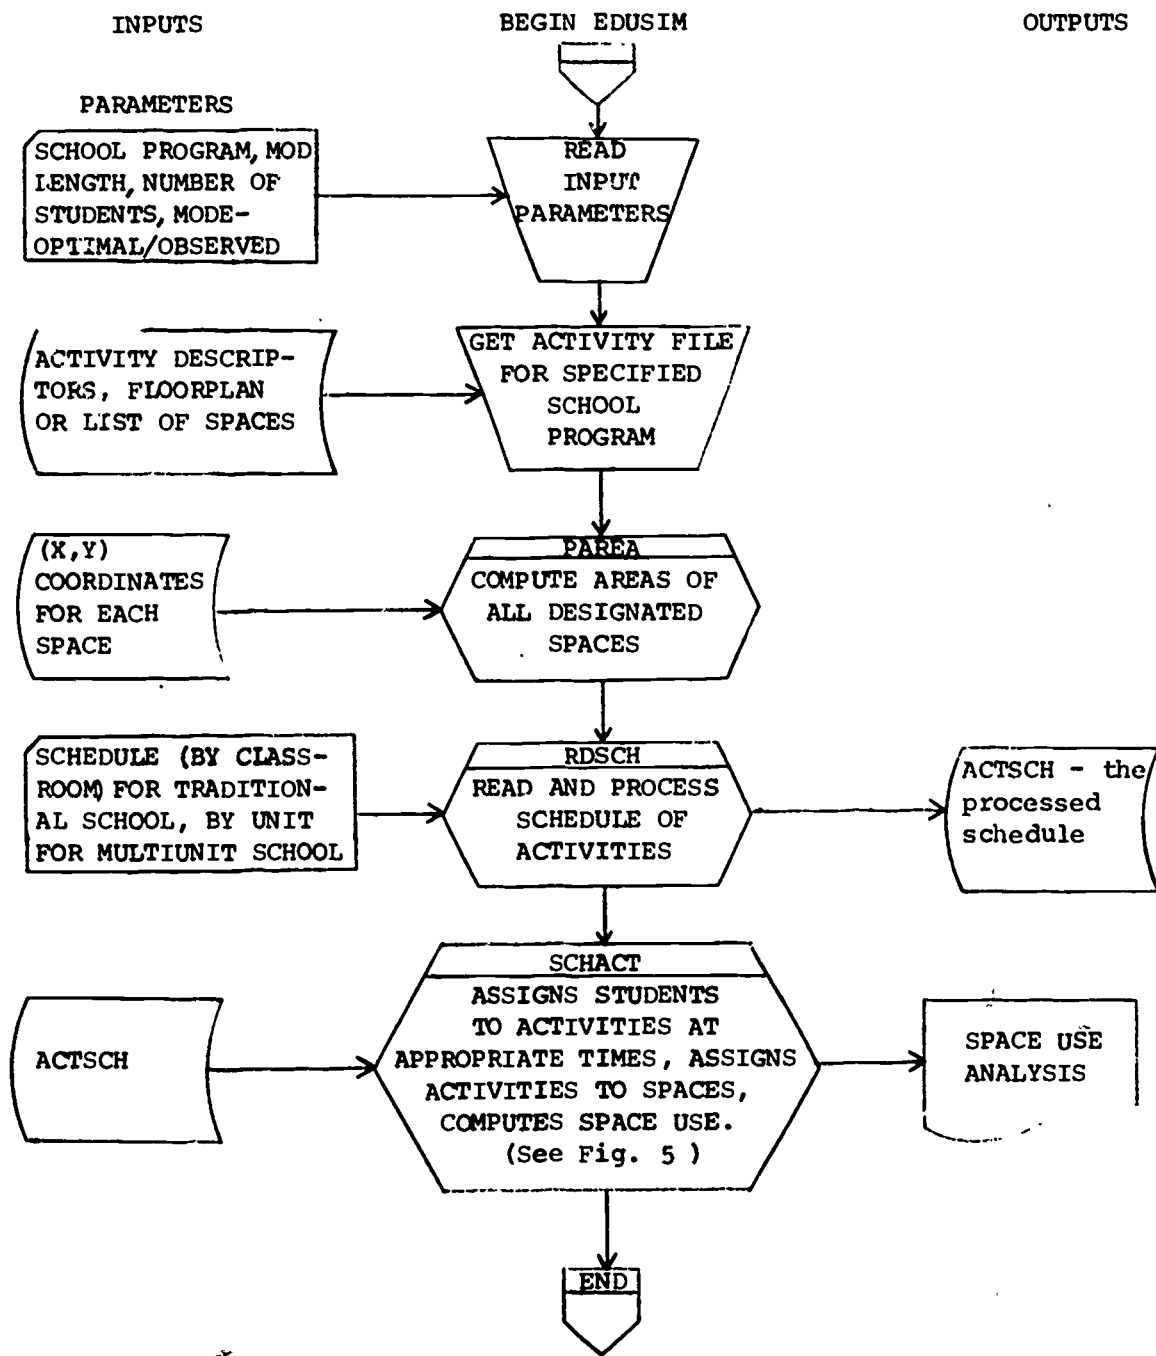 INPUTS
BEGIN EDUSIM
OUTPUTS
PARAMETERS
SCHOOL PROGRAM, MOD
LENGTH, NUMBER OF
STUDENTS, MODE-
OPTIMAL/OBSERVED
READ
INPUT
PARAMETERS
ACTIVITY DESCRIP-
TORS, FLOORPLAN
OR LIST OF SPACES
GET ACTIVITY FILE
FOR SPECIFIED
SCHOOL
PROGRAM
(X,Y)
COORDINATES
FOR EACH
SPACE
PAREA
COMPUTE AREAS OF
ALL DESIGNATED
SPACES
SCHEDULE (BY CLASS-
ROOM) FOR TRADITION-
AL SCHOOL, BY UNIT
FOR MULTIUNIT SCHOOL
RDSCH
READ AND PROCESS
SCHEDULE OF
ACTIVITIES
ACTSCH - the
processed
schedule
ACTSCH
SCHACT
ASSIGNS STUDENTS
TO ACTIVITIES AT
APPROPRIATE TIMES, ASSIGNS
ACTIVITIES TO SPACES,
COMPUTES SPACE USE.
(See Fig. 5 )
SPACE USE
ANALYSIS
END